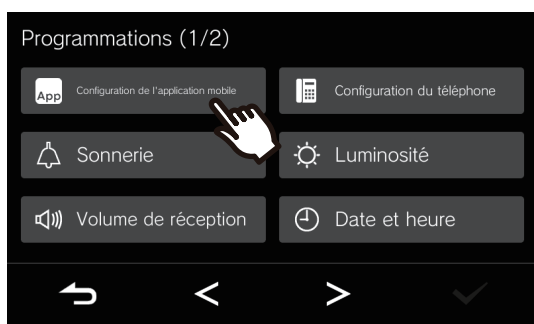 Programmations (1/2)
App Configuration de l'application mobile
Configuration du téléphone
Sonnerie
Luminosité
Volume de réception
Date et heure